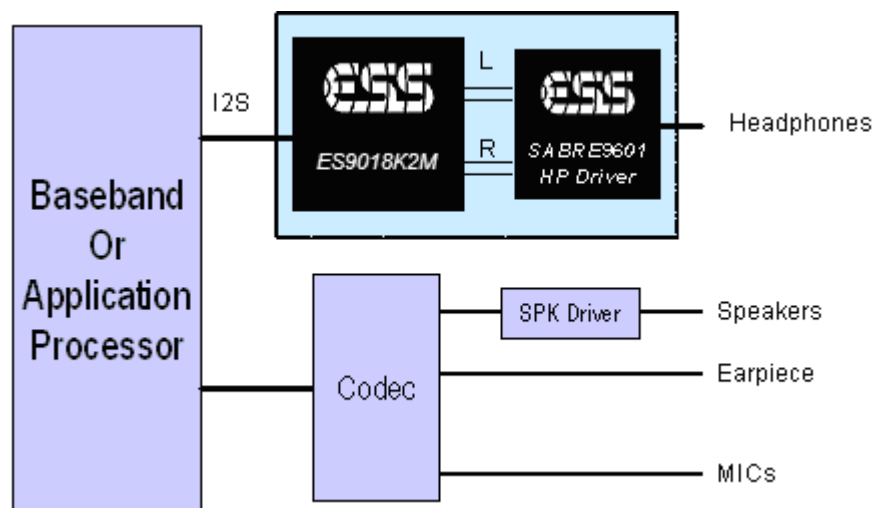 Baseband
Or
Application
Processor
I2S
ESS
ES9018K2M
L
R
ESS
SABRE9601
HP Driver
Headphones
Codec
SPK Driver
Speakers
Earpiece
MICs